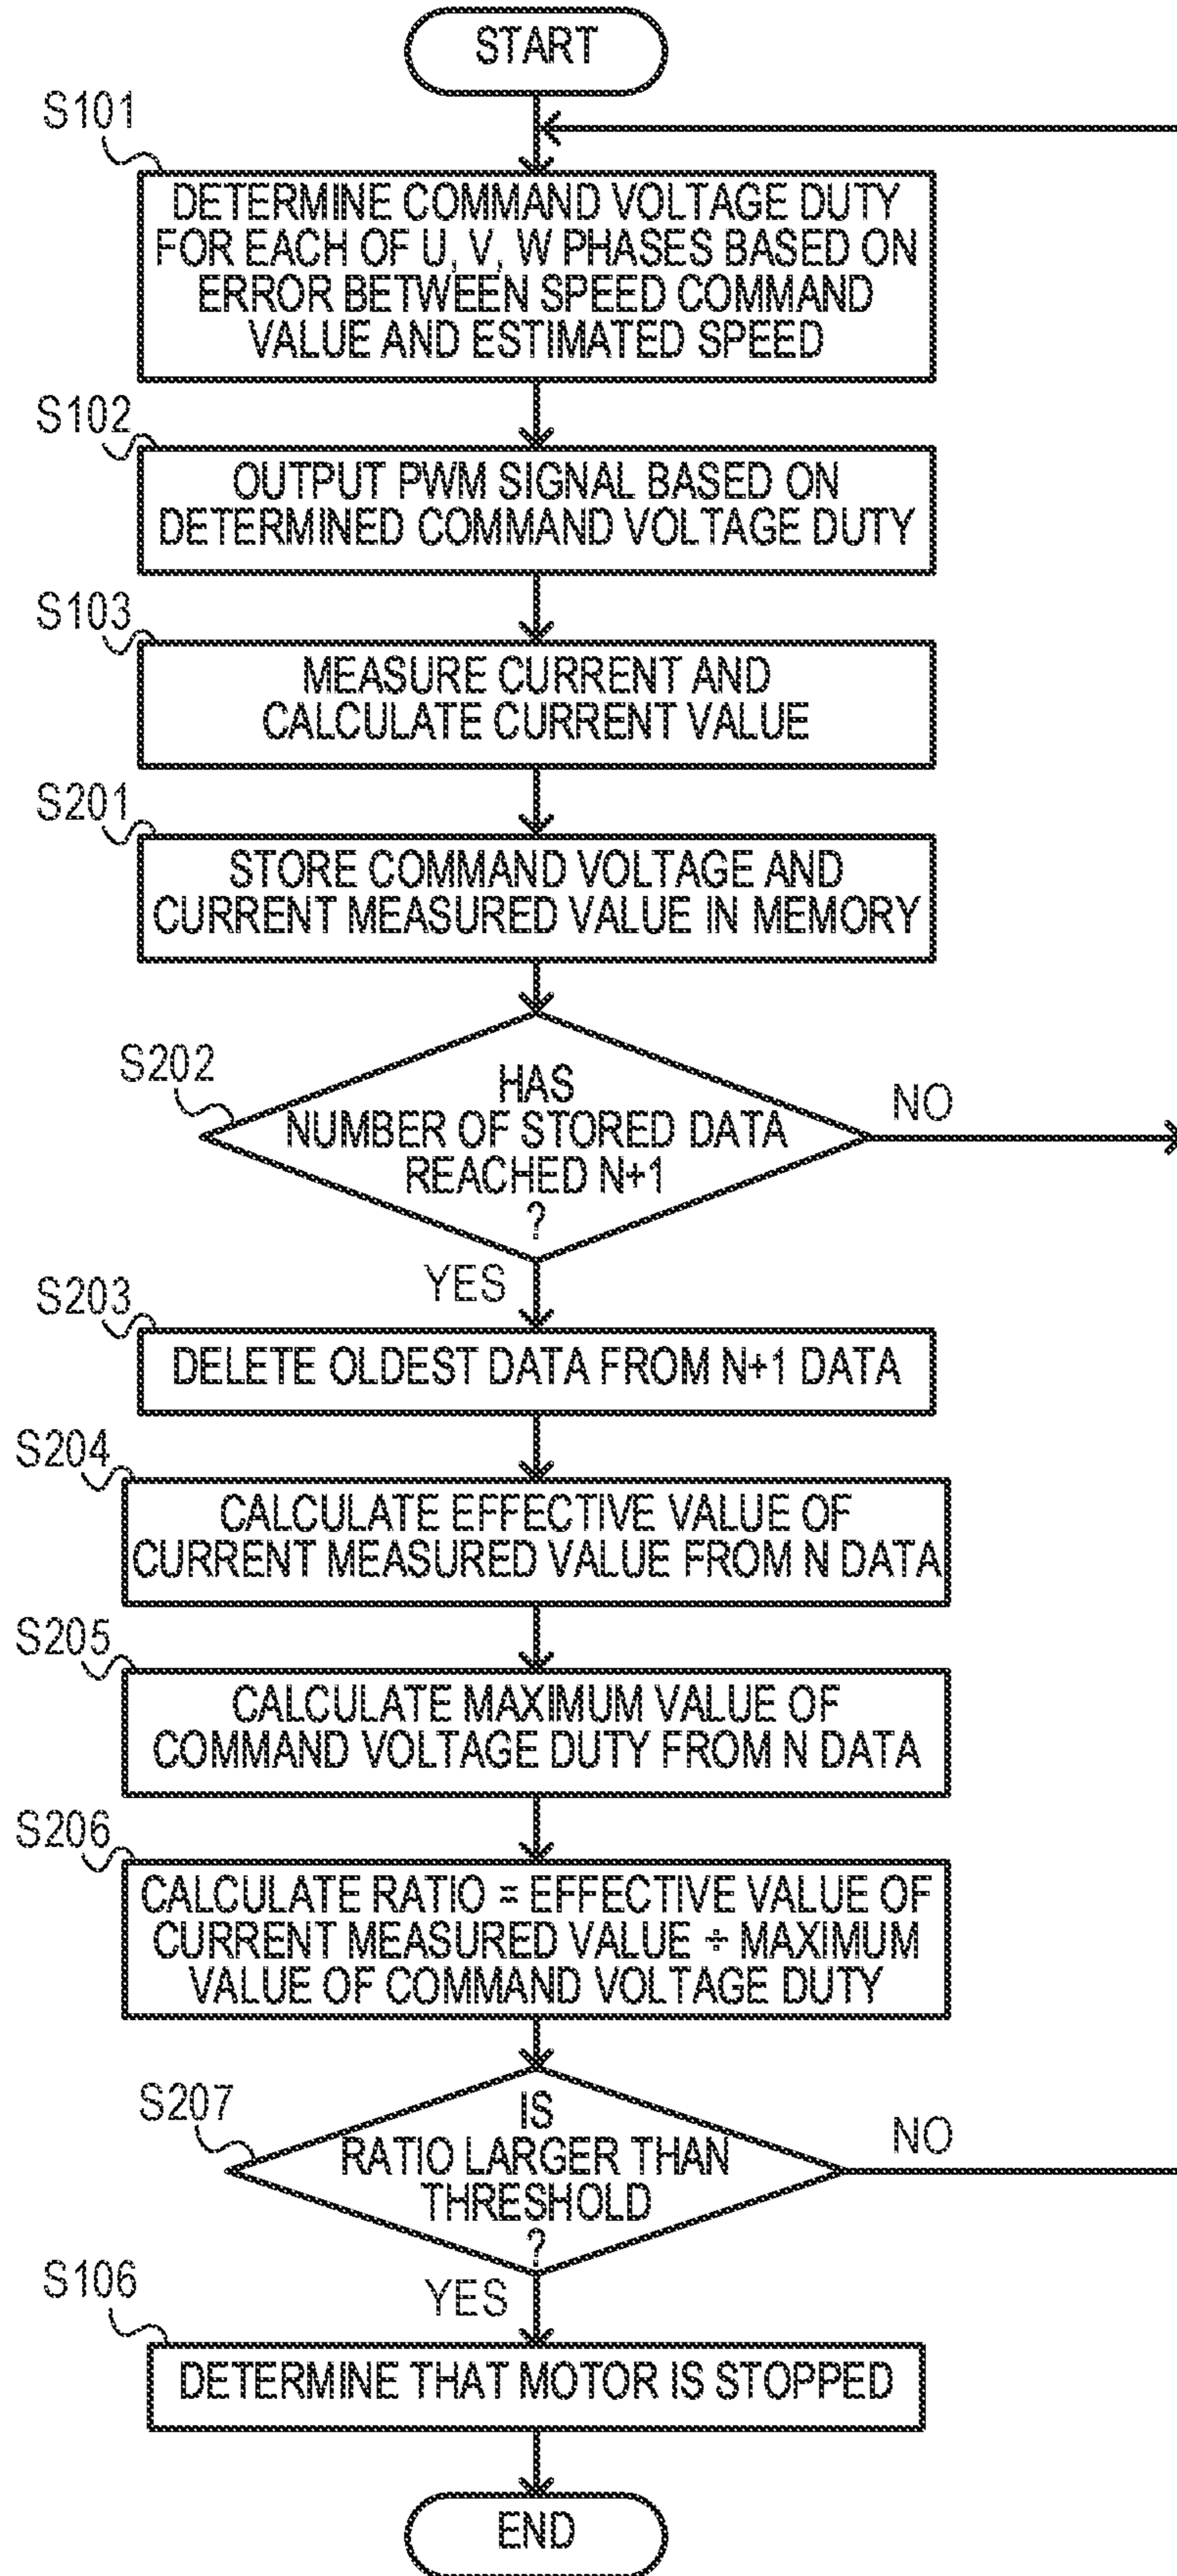 START
S101
DETERMINE COMMAND VOLTAGE DUTY
FOR EACH OF U, V, W PHASES BASED ON
ERROR BETWEEN SPEED COMMAND
VALUE AND ESTIMATED SPEED
S102
OUTPUT PWM SIGNAL BASED ON
DETERMINED COMMAND VOLTAGE DUTY
S103
MEASURE CURRENT AND
CALCULATE CURRENT VALUE
S201
STORE COMMAND VOLTAGE AND
CURRENT MEASURED VALUE IN MEMORY
S202
HAS
NUMBER OF STORED DATA
REACHED N+1
?
NO
YES
S203
DELETE OLDEST DATA FROM N+1 DATA
S204
CALCULATE EFFECTIVE VALUE OF
CURRENT MEASURED VALUE FROM N DATA
S205
CALCULATE MAXIMUM VALUE OF
COMMAND VOLTAGE DUTY FROM N DATA
S206
CALCULATE RATIO = EFFECTIVE VALUE OF
CURRENT MEASURED VALUE ÷ MAXIMUM
VALUE OF COMMAND VOLTAGE DUTY
S207
IS
RATIO LARGER THAN
THRESHOLD
?
NO
YES
S106
DETERMINE THAT MOTOR IS STOPPED
END